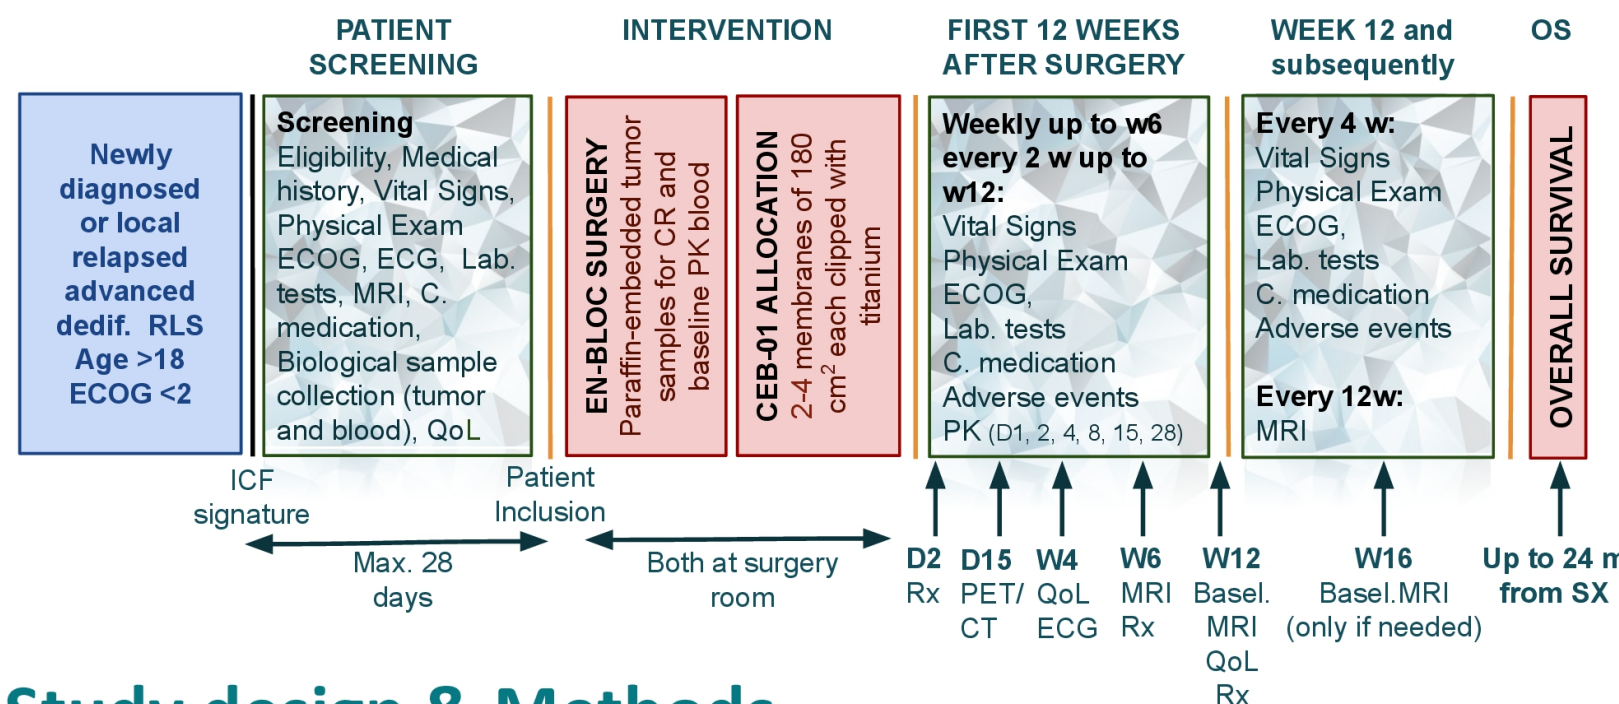 PATIENT
SCREENING
INTERVENTION
FIRST 12 WEEKS
AFTER SURGERY
WEEK 12 and
subsequently
OS
Newly
diagnosed
or local
relapsed
advanced
dedif. RLS
Age >18
ECOG <2
Screening
Eligibility, Medical
history, Vital Signs,
Physical Exam
ECOG, ECG, Lab.
tests, MRI, C.
medication,
Biological sample
collection (tumor
and blood), QoL
EN-BLOC SURGERY
Paraffin-embedded tumor
samples for CR and
baseline PK blood
CEB-01 ALLOCATION
2-4 membranes of 180
cm² each clipped with
titanium
Weekly up to w6
every 2 w up to
w12:
Vital Signs
Physical Exam
ECOG,
Lab. tests
C. medication
Adverse events
PK (D1, 2, 4, 8, 15, 28)
Every 4 w:
Vital Signs
Physical Exam
ECOG,
Lab. tests
C. medication
Adverse events
Every 12w:
MRI
OVERALL SURVIVAL
ICF
signature
Patient
Inclusion
Max. 28
days
Both at surgery
room
D2
Rx
D15
PET/
CT
W4
QoL
ECG
W6
MRI
Rx
W12
Basel.
MRI
QoL
Rx
W16
Basel.MRI
(only if needed)
Up to 24 m
from SX
Study design & Methods